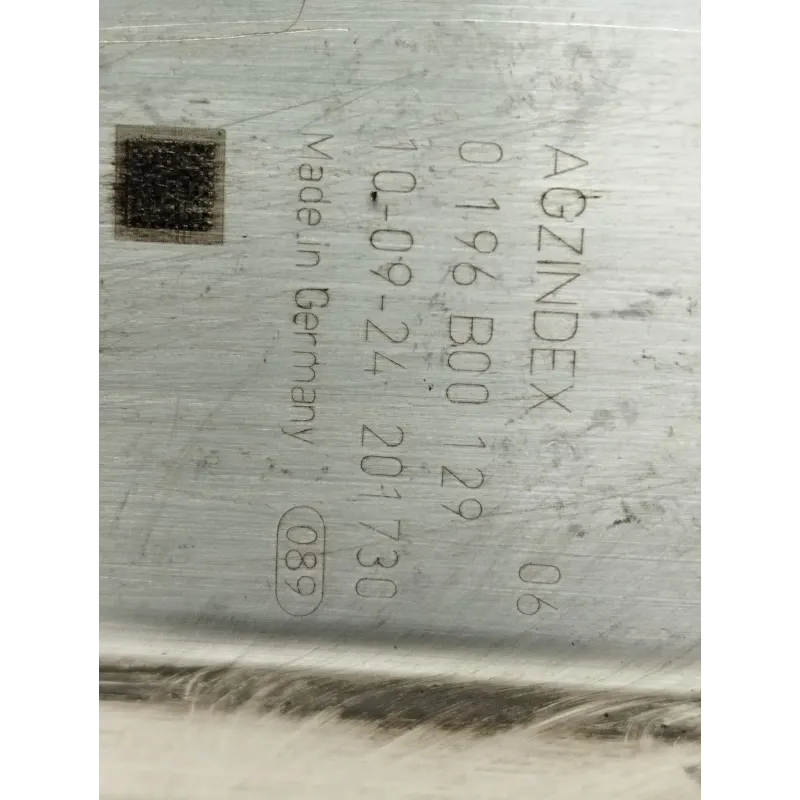 AGZINDEX 06
0 196 B00 129
10-09-24 201730
Made in Germany 089